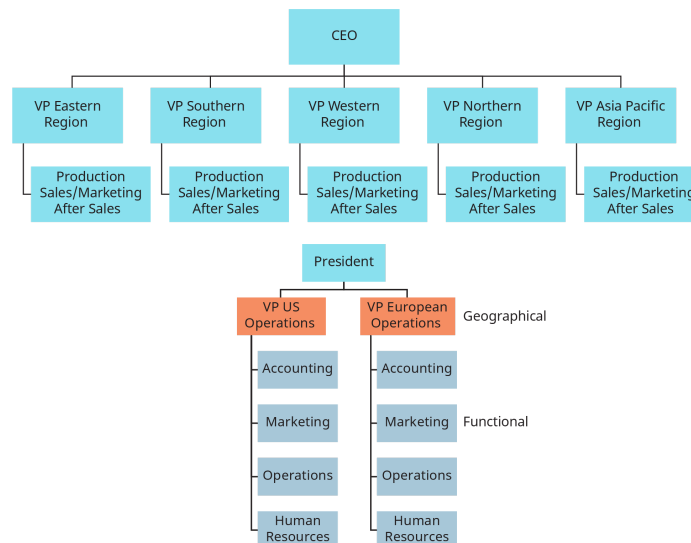 CEO
VP Eastern
Region
VP Southern
Region
VP Western
Region
VP Northern
Region
VP Asia Pacific
Region
Production
Sales/Marketing
After Sales
Production
Sales/Marketing
After Sales
Production
Sales/Marketing
After Sales
Production
Sales/Marketing
After Sales
Production
Sales/Marketing
After Sales
President
VP US
Operations
VP European
Operations
Geographical
Accounting
Accounting
Marketing
Marketing
Functional
Operations
Operations
Human
Resources
Human
Resources